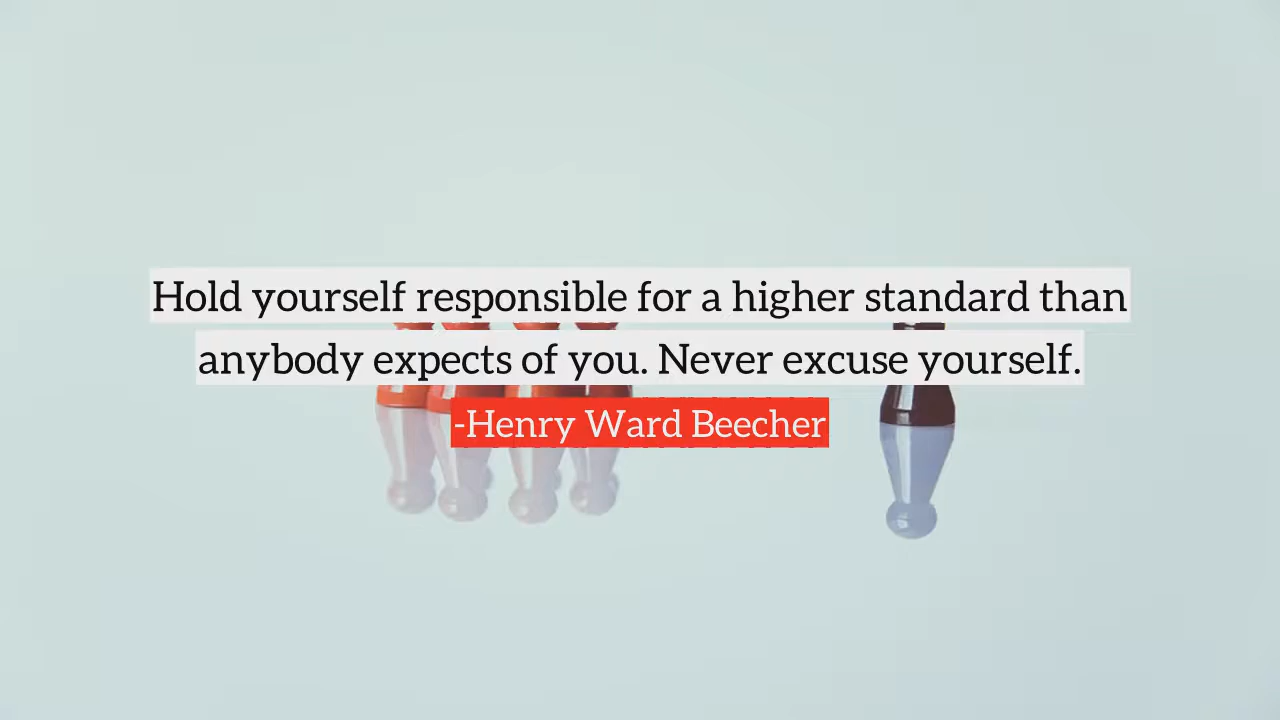 Hold yourself responsible for a higher standard than
anybody expects of you. Never excuse yourself.
-Henry Ward Beecher